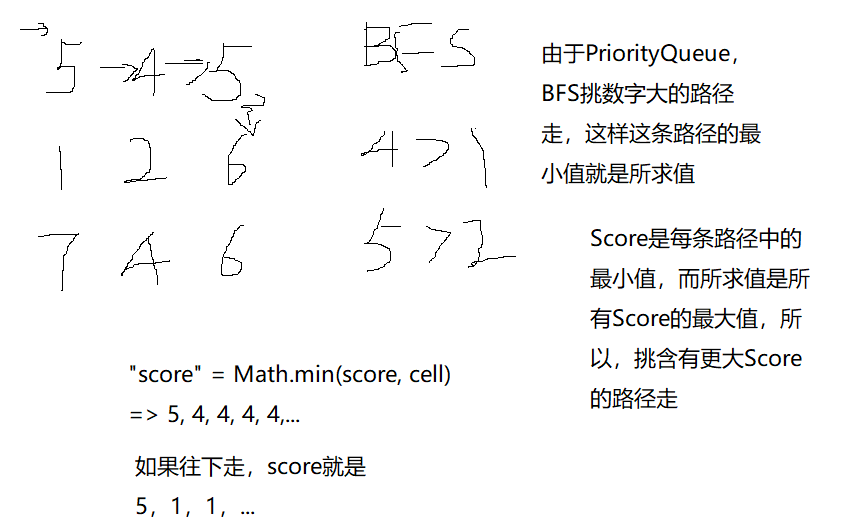 5 → 4 → 5
1 2 6
7 4 6
BFS
4 > 1
5 > 2
由于PriorityQueue,
BFS挑数字大的路径
走，这样这条路径的最
小值就是所求值
Score是每条路径中的
最小值，而所求值是所
有Score的最大值，所
以，挑含有更大Score
的路径走
"score" = Math.min(score, cell)
=> 5, 4, 4, 4, 4,...
如果往下走，score就是
5，1，1，...